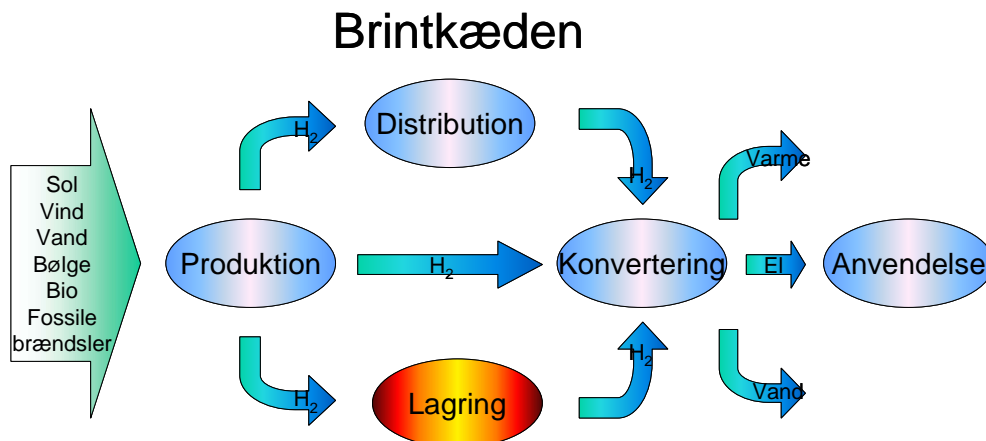 Brintkæden
Distribution
H₂
H₂
Varme
Sol
Vind
Vand
Bølge
Bio
Fossile
brændsler
Produktion
H₂
Konvertering
El
Anvendelse
H₂
Lagring
H₂
Vand